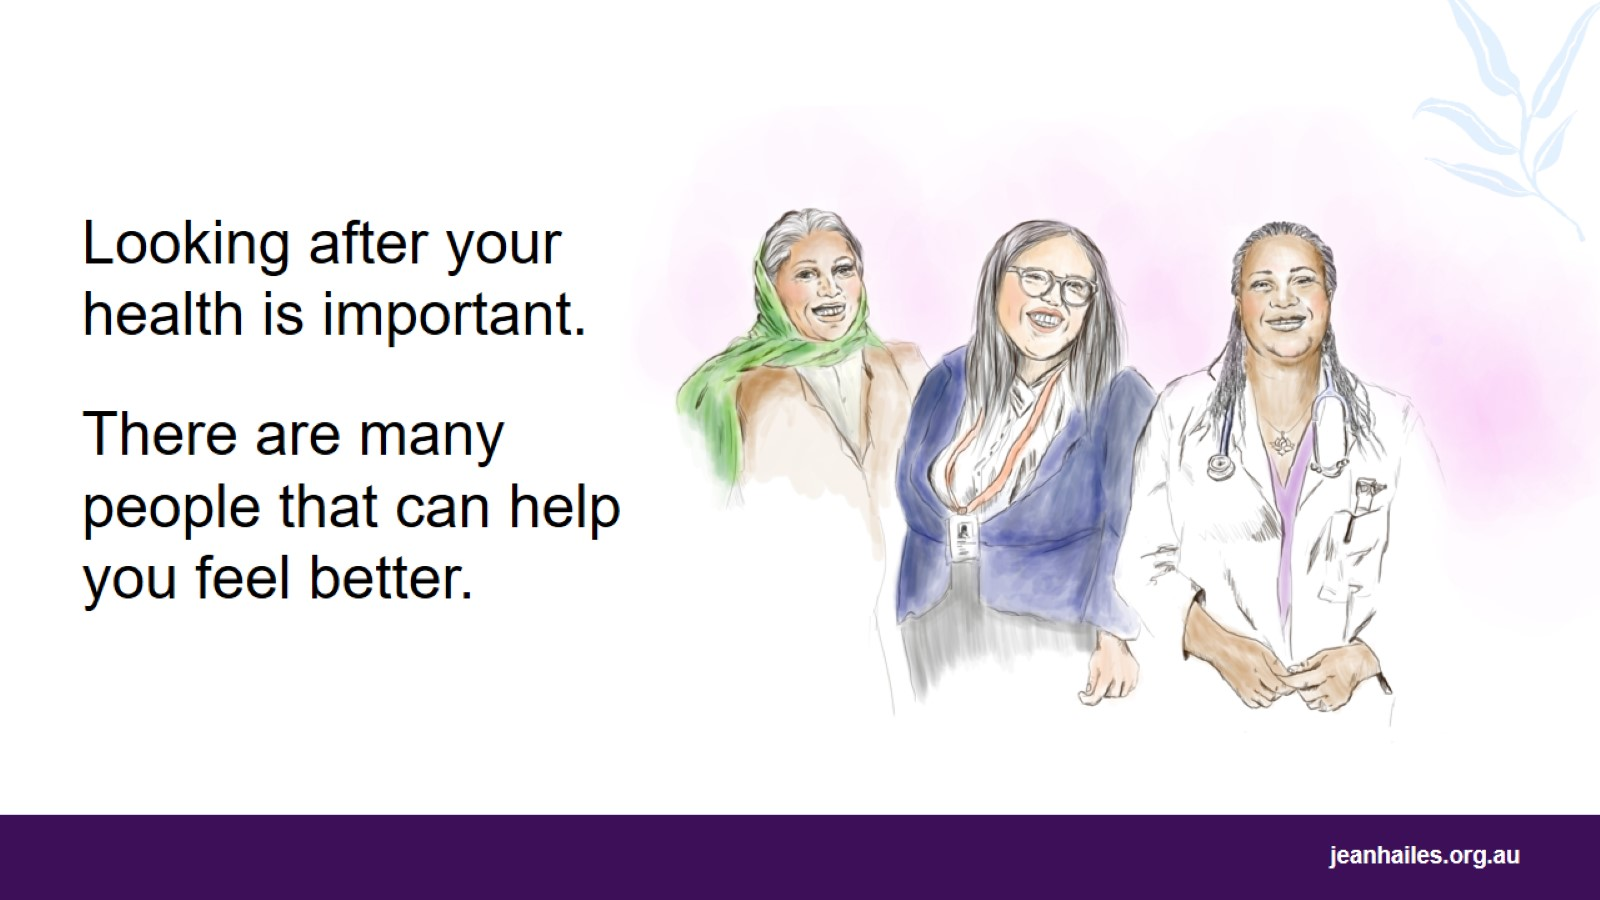 Looking after your
health is important.
There are many
people that can help
you feel better.
jeanhailes.org.au